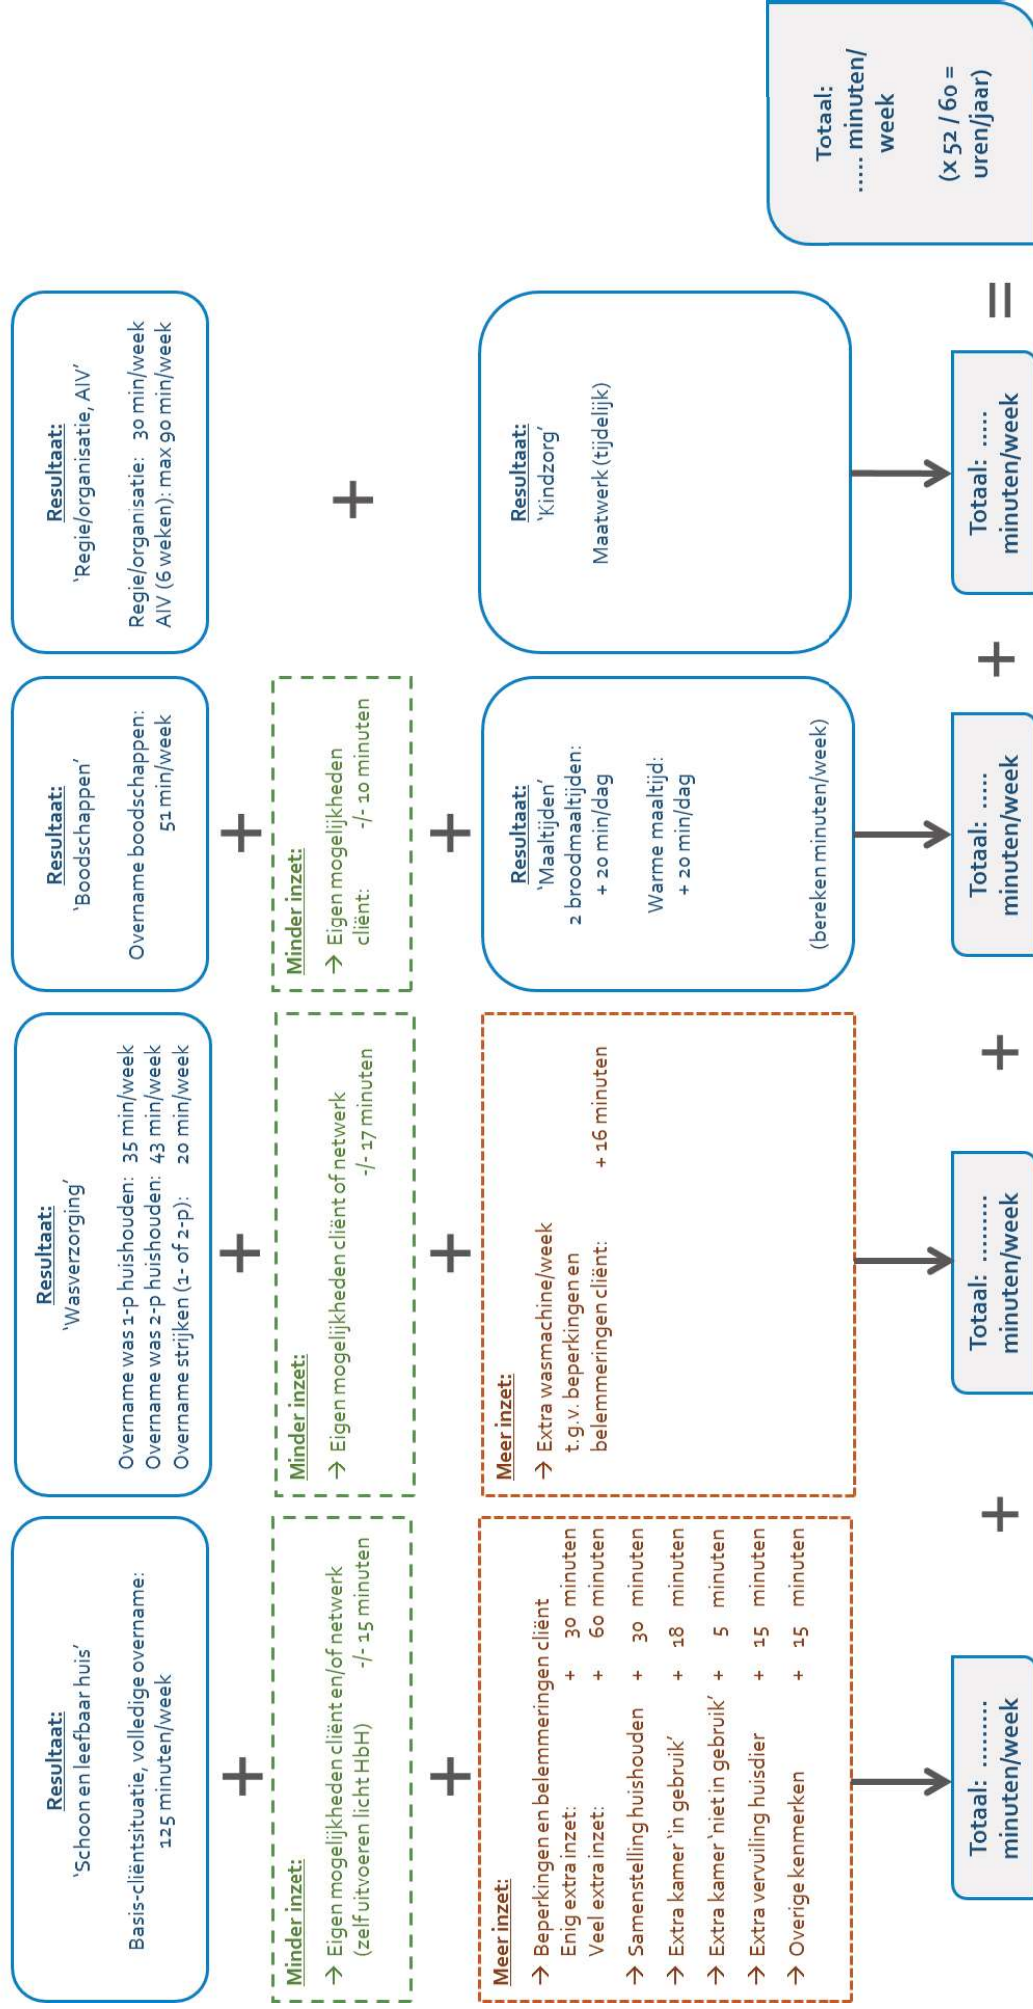 Resultaat:
‘Schoon en leefbaar huis’
Basis-cliëntsituatie, volledige overname:
125 minuten/week
+
Minder inzet:
→ Eigen mogelijkheden cliënt en/of netwerk
(zelf uitvoeren licht HbH) -/- 15 minuten
+
Meer inzet:
→ Beperkingen en belemmeringen cliënt
Enig extra inzet: + 30 minuten
Veel extra inzet: + 60 minuten
→ Samenstelling huishouden + 30 minuten
→ Extra kamer ‘in gebruik’ + 18 minuten
→ Extra kamer ‘niet in gebruik’ + 5 minuten
→ Extra vervuiling huisdier + 15 minuten
→ Overige kenmerken + 15 minuten
Totaal: .........
minuten/week
+
Resultaat:
‘Wasverzorging’
Overname was 1-p huishouden: 35 min/week
Overname was 2-p huishouden: 43 min/week
Overname strijken (1- of 2-p): 20 min/week
+
Minder inzet:
→ Eigen mogelijkheden cliënt of netwerk
-/- 17 minuten
+
Meer inzet:
→ Extra wasmachine/week
t.g.v. beperkingen en
belemmeringen cliënt: + 16 minuten
Totaal: .........
minuten/week
+
Resultaat:
‘Boodschappen’
Overname boodschappen:
51 min/week
+
Minder inzet:
→ Eigen mogelijkheden
cliënt: -/- 10 minuten
+
Resultaat:
‘Maaltijden’
2 broodmaaltijden:
+ 20 min/dag
Warme maaltijd:
+ 20 min/dag
(bereken minuten/week)
Totaal: .....
minuten/week
+
Resultaat:
‘Regie/organisatie, AIV’
Regie/organisatie: 30 min/week
AIV (6 weken): max 90 min/week
+
Resultaat:
‘Kindzorg’
Maatwerk (tijdelijk)
Totaal: .....
minuten/week
=
Totaal:
..... minuten/
week
(x 52 / 60 =
uren/jaar)